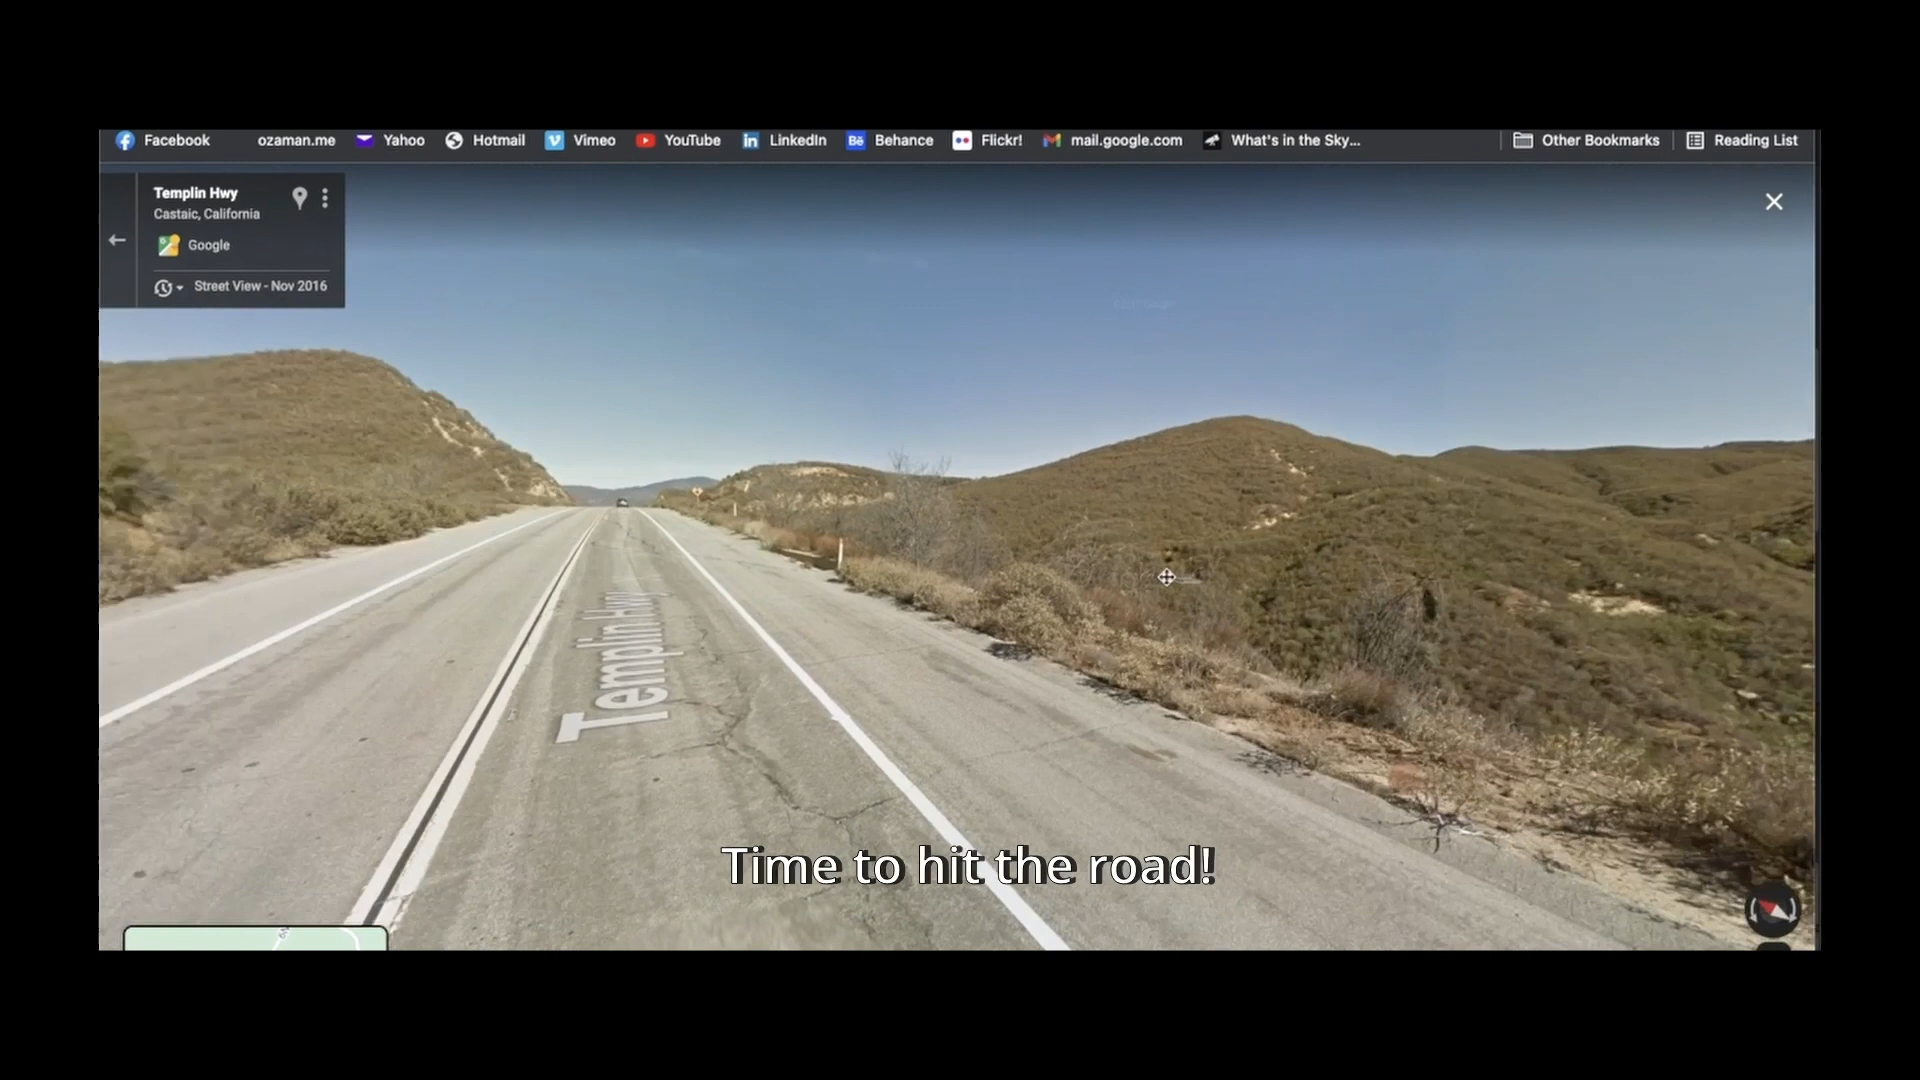 Facebook
ozaman.me
Yahoo
Hotmail
Vimeo
YouTube
LinkedIn
Bē Behance
Flickr!
mail.google.com
What's in the Sky...
Other Bookmarks
Reading List
Templin Hwy
Castaic, California
Google
Street View - Nov 2016
Templin Hwy
Time to hit the road!